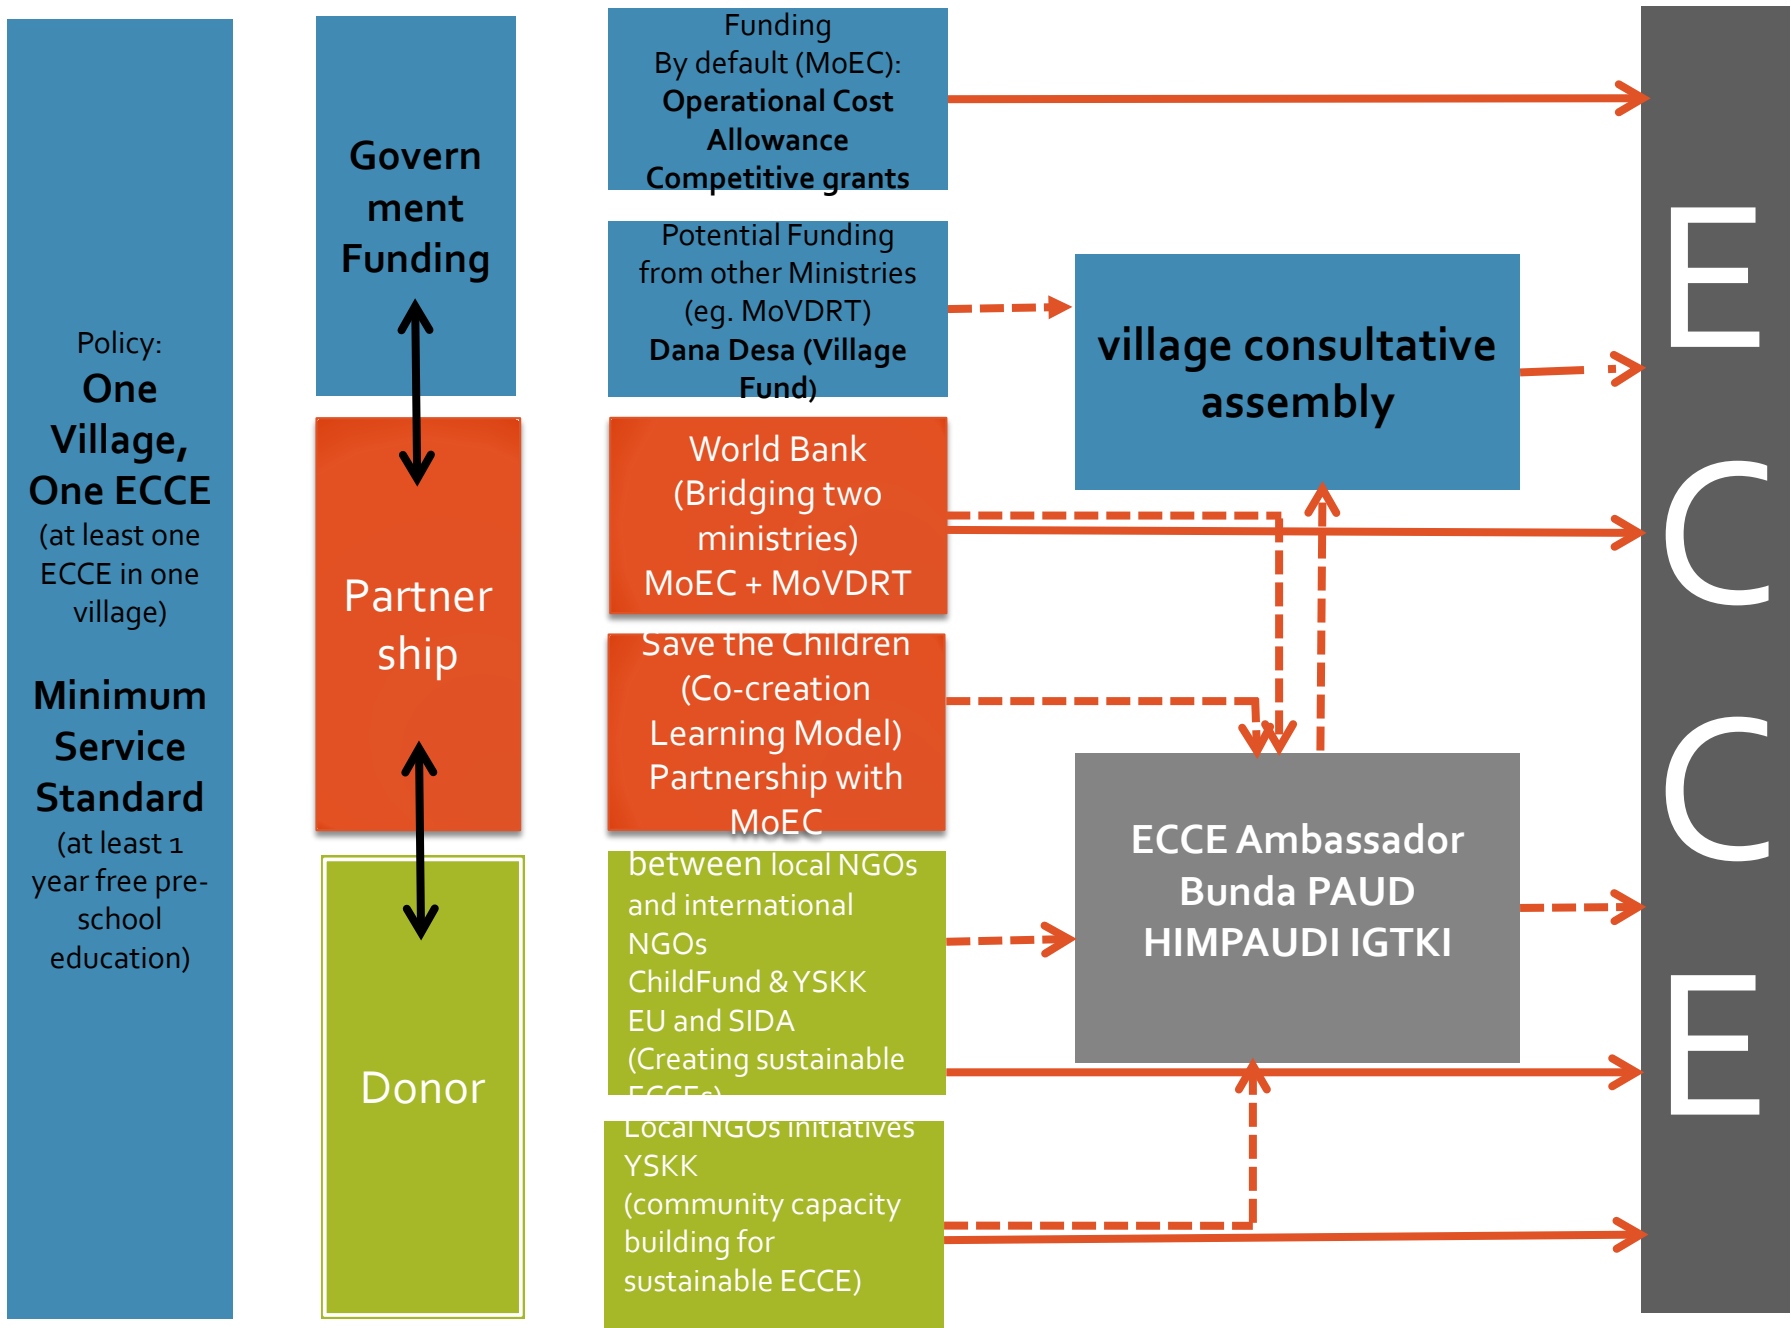 Policy:
One
Village,
One ECCE
(at least one
ECCE in one
village)
Minimum
Service
Standard
(at least 1
year free pre-
school
education)
Govern
ment
Funding
Partner
ship
Donor
Funding
By default (MoEC):
Operational Cost
Allowance
Competitive grants
Potential Funding
from other Ministries
(eg. MoVDRT)
Dana Desa (Village
Fund)
World Bank
(Bridging two
ministries)
MoEC + MoVDRT
Save the Children
(Co-creation
Learning Model)
Partnership with
MoEC
between local NGOs
and international
NGOs
ChildFund & YSKK
EU and SIDA
(Creating sustainable
ECCEs)
Local NGOs initiatives
YSKK
(community capacity
building for
sustainable ECCE)
village consultative
assembly
ECCE Ambassador
Bunda PAUD
HIMPAUDI IGTKI
E
C
C
E